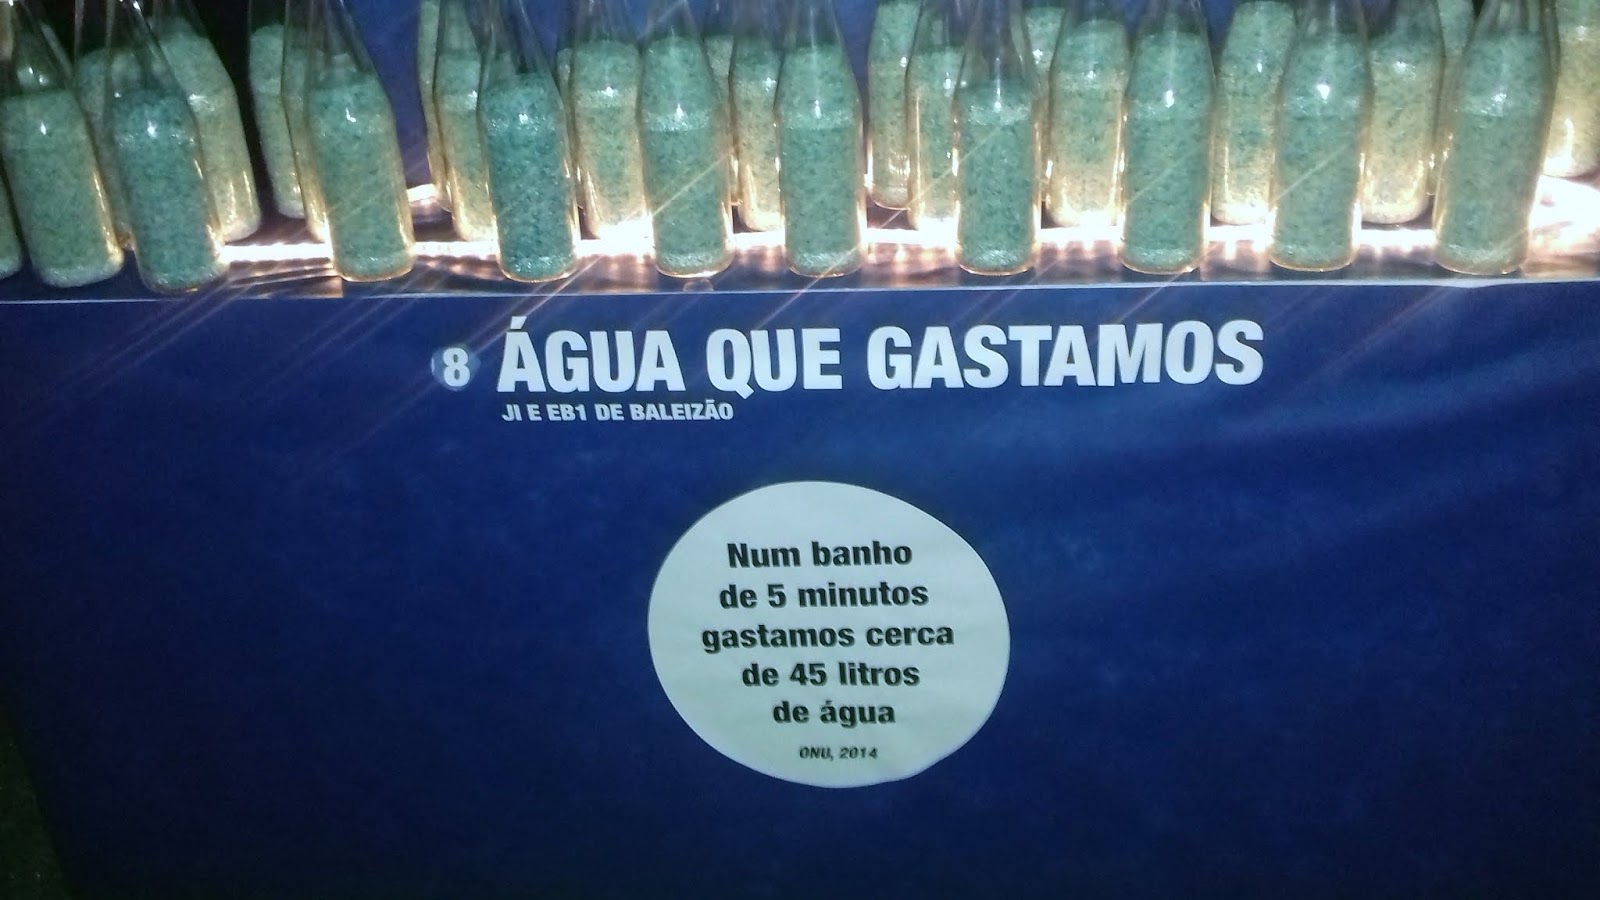 8 ÁGUA QUE GASTAMOS
JI E EB1 DE BALEIZÃO
Num banho
de 5 minutos
gastamos cerca
de 45 litros
de água
ONU, 2014